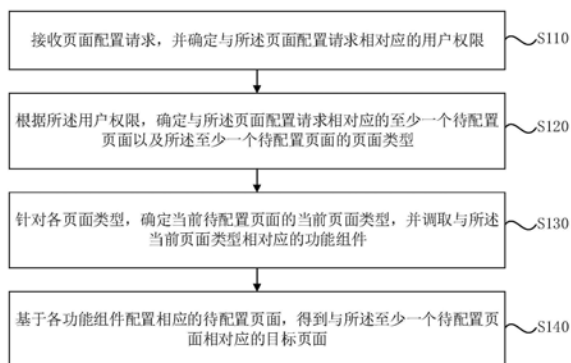 接收页面配置请求，并确定与所述页面配置请求相对应的用户权限
S110
根据所述用户权限，确定与所述页面配置请求相对应的至少一个待配置
页面以及所述至少一个待配置页面的页面类型
S120
针对各页面类型，确定当前待配置页面的当前页面类型，并调取与所述
当前页面类型相对应的功能组件
S130
基于各功能组件配置相应的待配置页面，得到与所述至少一个待配置页
面相对应的目标页面
S140